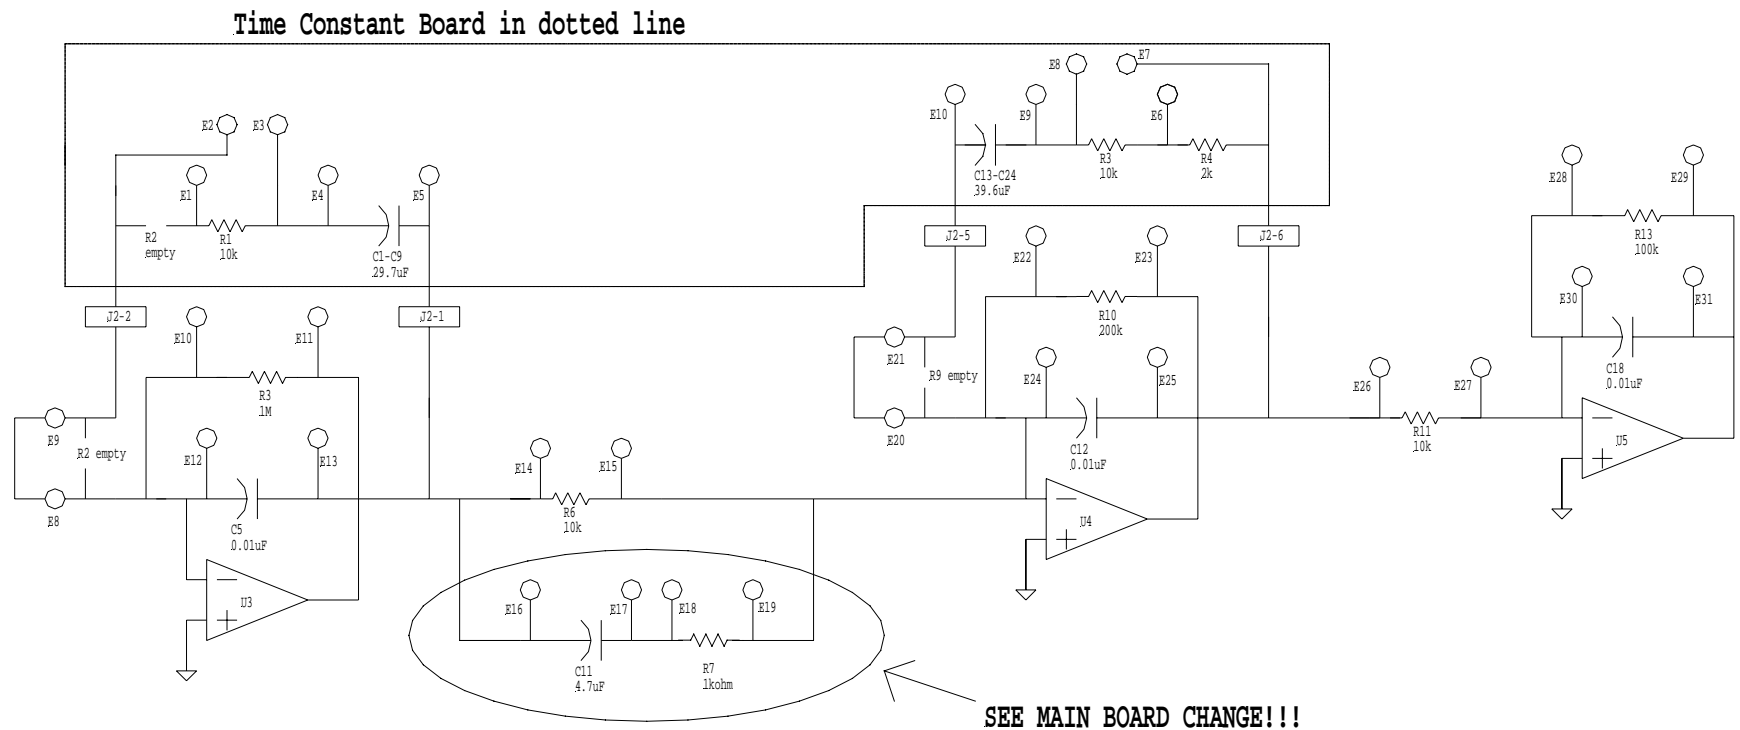 Time Constant Board in dotted line
E7
E8
E10
E9
E6
E2
E3
R3
10k
R4
2k
C13-C24
39.6uF
E28
E29
E1
E4
E5
R2
empty
R1
10k
C1-C9
29.7uF
J2-5
J2-6
R13
100k
E22
E23
E30
E31
J2-2
J2-1
R10
200k
E10
E11
E21
R9 empty
E24
E25
C18
0.01uF
E26
E27
R3
1M
E20
R11
10k
U5
E9
R2 empty
E12
E13
C12
0.01uF
E14
E15
E8
C5
0.01uF
R6
10k
U4
U3
E16
E17
E18
E19
C11
4.7uF
R7
1kohm
SEE MAIN BOARD CHANGE!!!